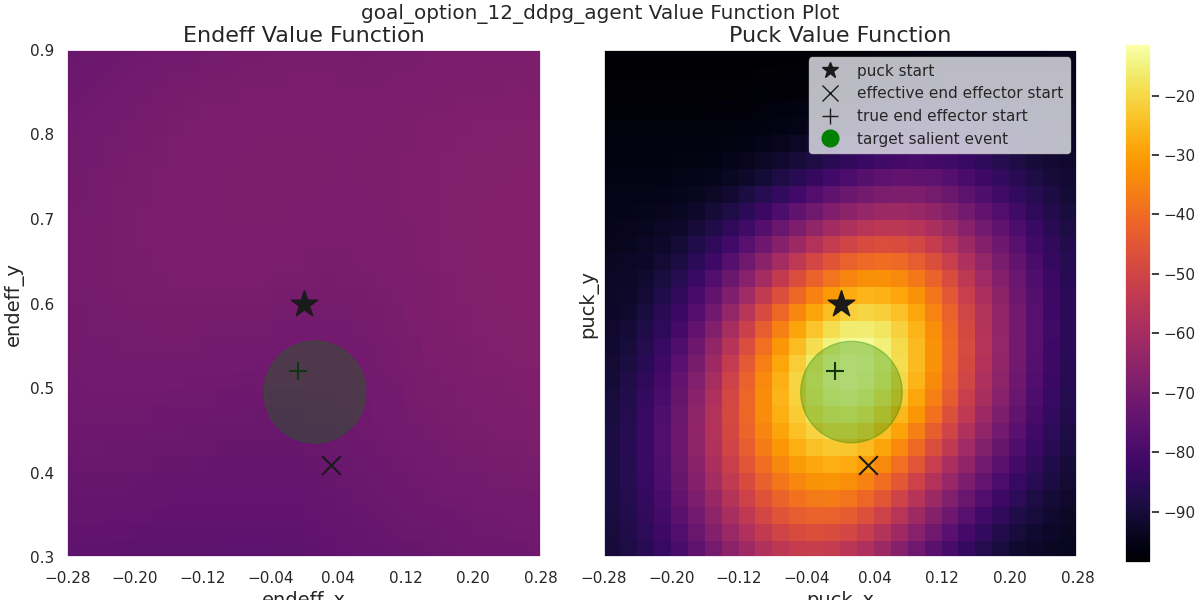 goal_option_12_ddpg_agent Value Function Plot
Endeff Value Function
Puck Value Function
0.9
0.8
0.7
0.6
0.5
0.4
0.3
endeff_y
−0.28 −0.20 −0.12 −0.04 0.04 0.12 0.20 0.28
endeff_x
puck_y
puck start
effective end effector start
true end effector start
target salient event
−0.28 −0.20 −0.12 −0.04 0.04 0.12 0.20 0.28
puck_x
−20
−30
−40
−50
−60
−70
−80
−90